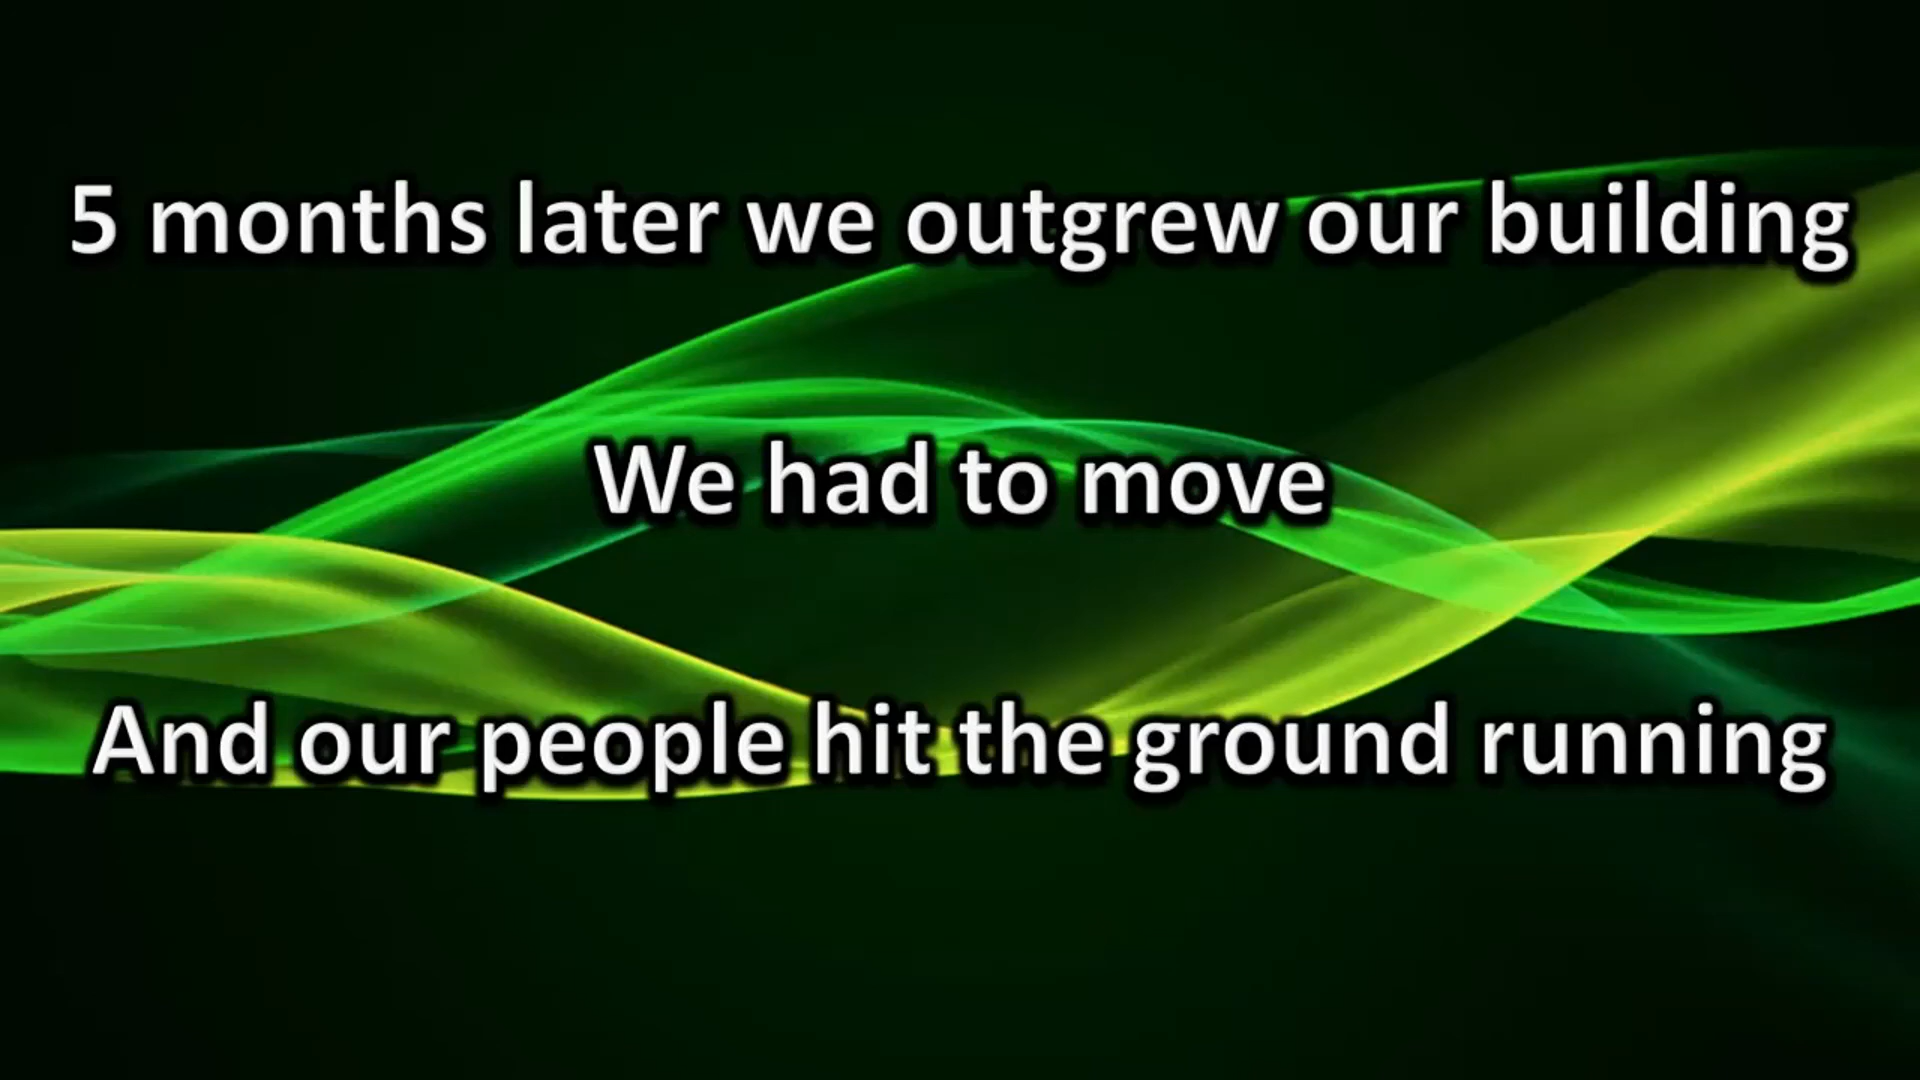 5 months later we outgrew our building
We had to move
And our people hit the ground running